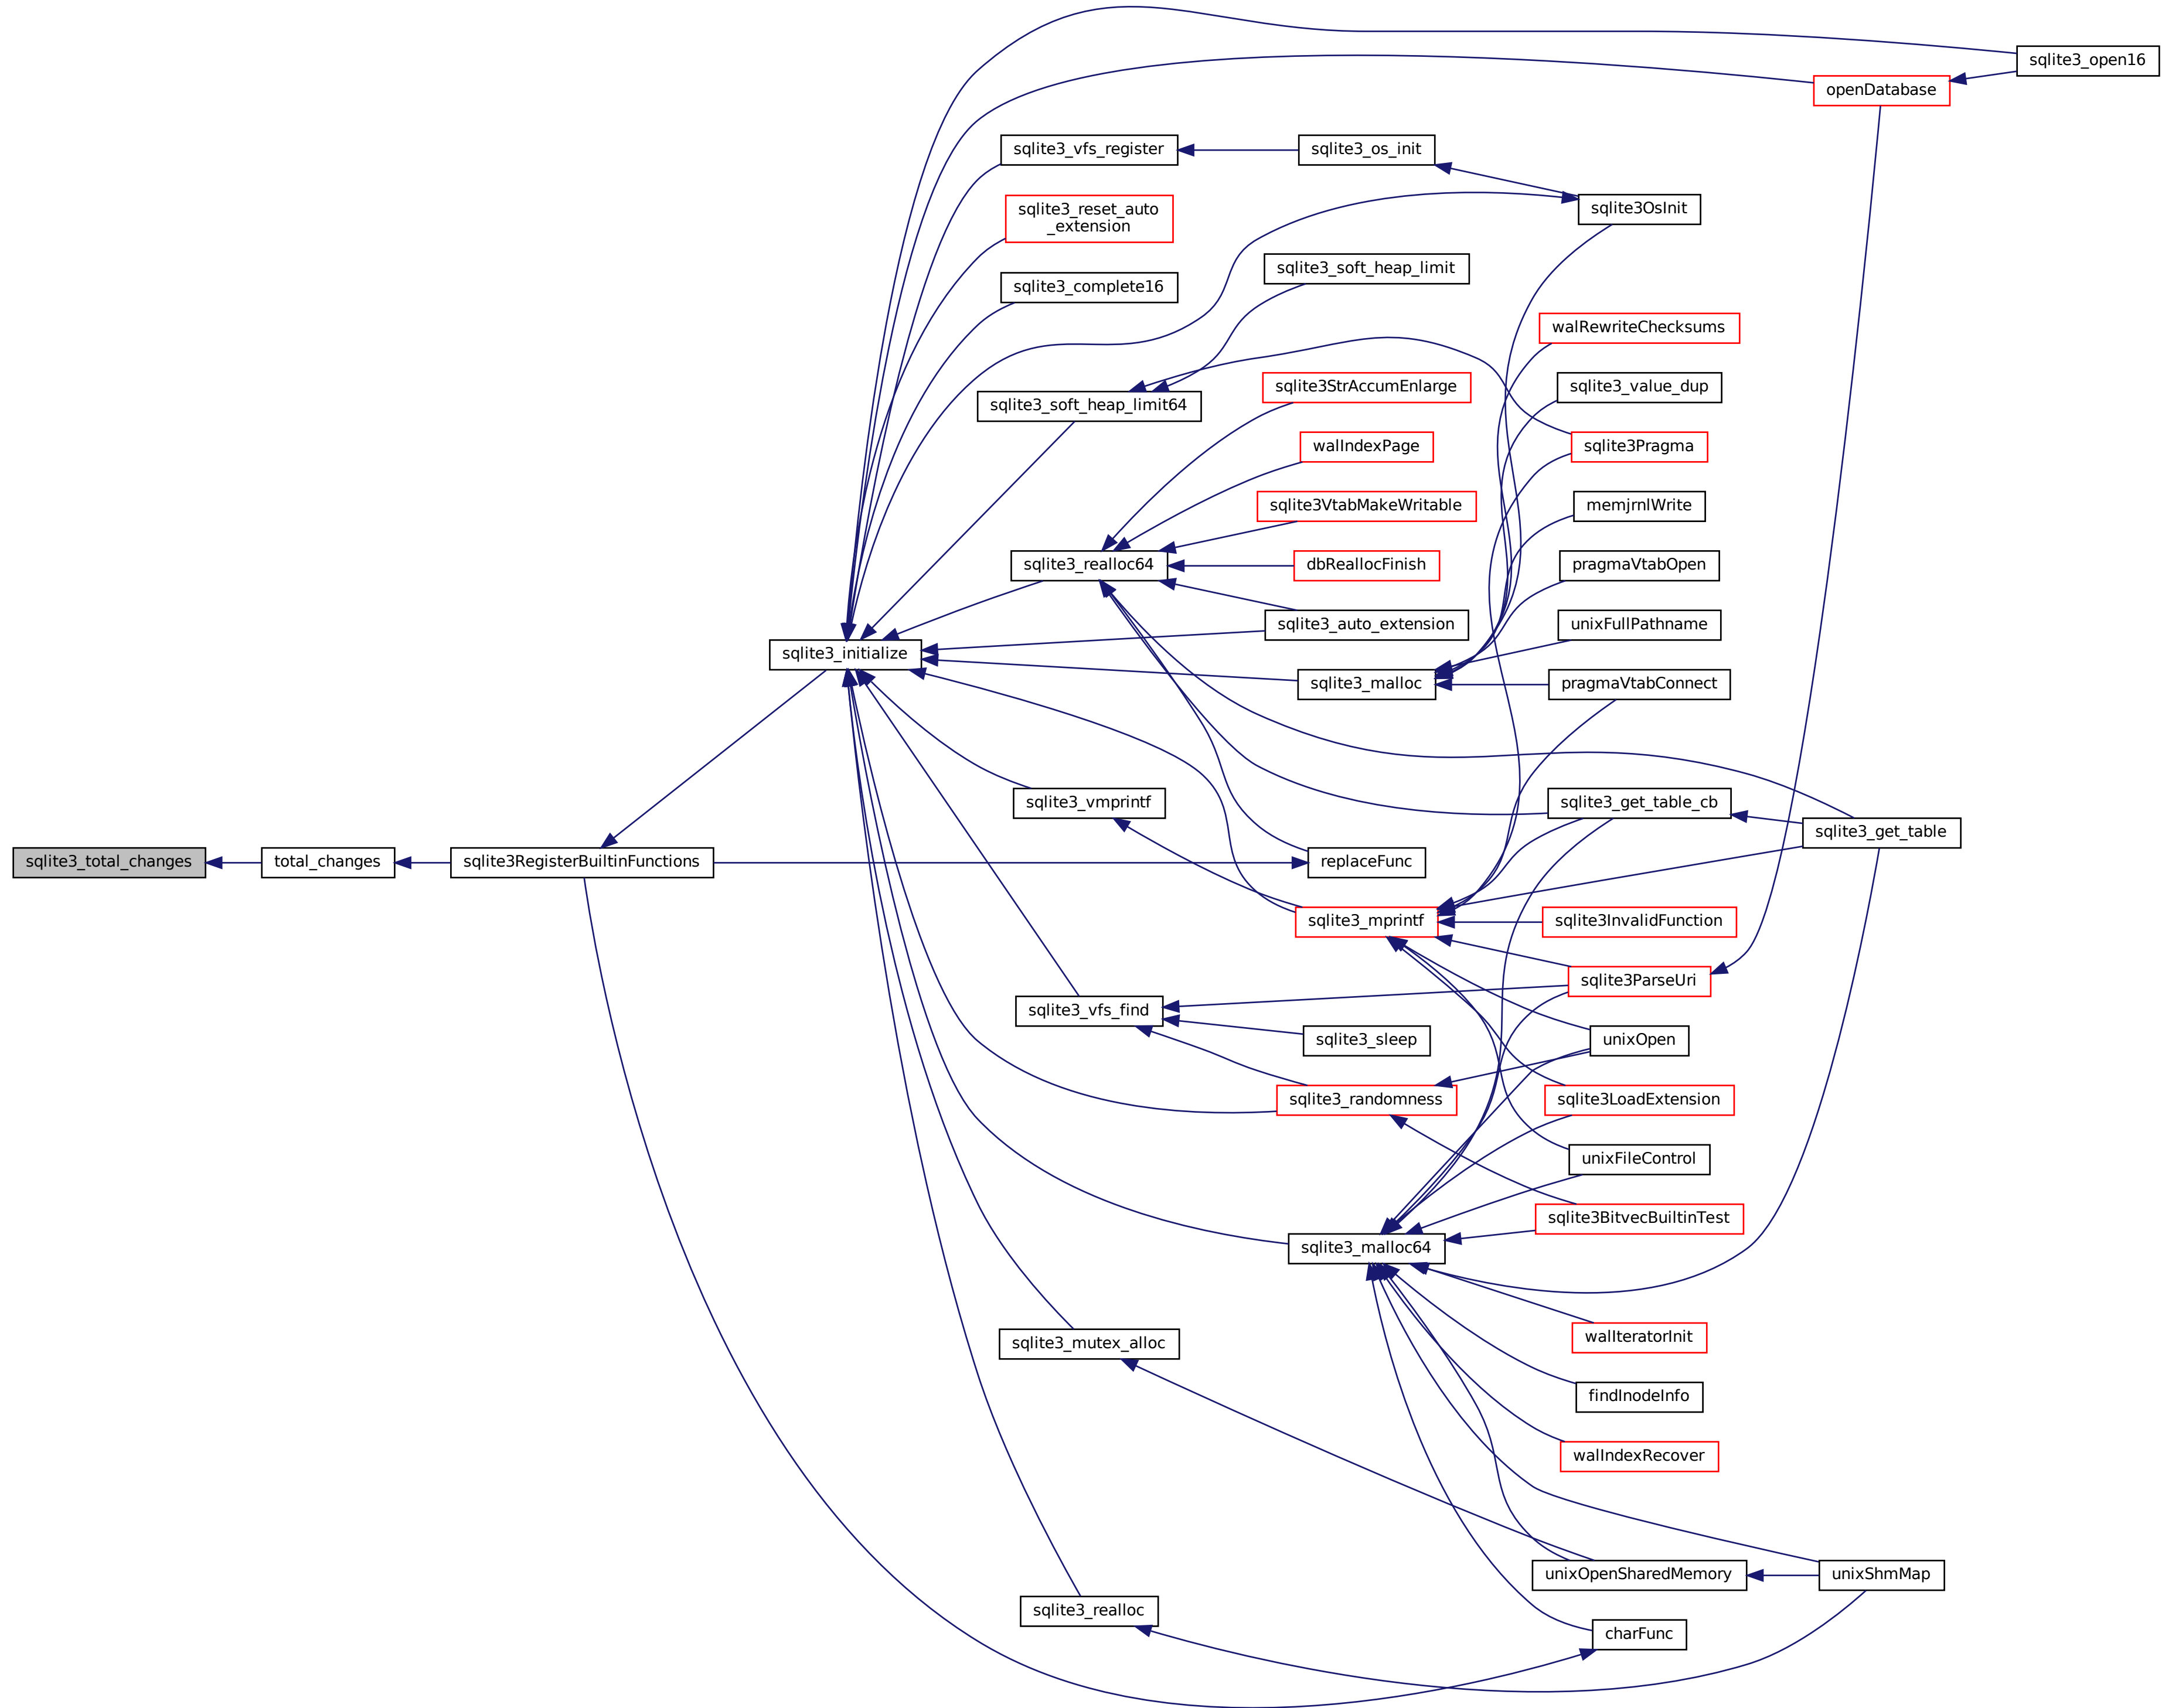 sqlite3_total_changes
total_changes
sqlite3RegisterBuiltinFunctions
sqlite3_initialize
sqlite3_vfs_register
sqlite3_reset_auto
_extension
sqlite3_complete16
sqlite3_soft_heap_limit64
sqlite3_realloc64
sqlite3_vmprintf
sqlite3_vfs_find
sqlite3_mutex_alloc
sqlite3_realloc
sqlite3_os_init
sqlite3_soft_heap_limit
sqlite3StrAccumEnlarge
walIndexPage
sqlite3VtabMakeWritable
dbReallocFinish
sqlite3_auto_extension
sqlite3_malloc
replaceFunc
sqlite3_mprintf
sqlite3_sleep
sqlite3_randomness
sqlite3_malloc64
sqlite3OsInit
walRewriteChecksums
sqlite3_value_dup
sqlite3Pragma
memjrnlWrite
pragmaVtabOpen
unixFullPathname
pragmaVtabConnect
sqlite3_get_table_cb
sqlite3InvalidFunction
sqlite3ParseUri
unixOpen
sqlite3LoadExtension
unixFileControl
sqlite3BitvecBuiltinTest
walIteratorInit
findInodeInfo
walIndexRecover
unixOpenSharedMemory
charFunc
openDatabase
sqlite3_get_table
unixShmMap
sqlite3_open16